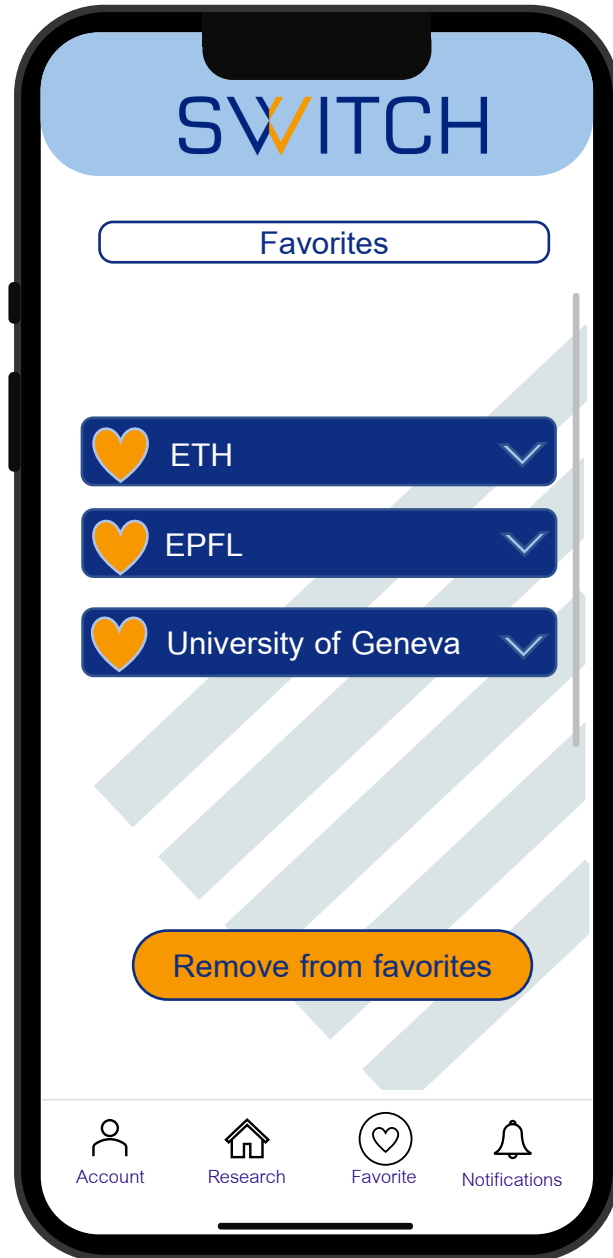 SWITCH
Favorites
ETH
EPFL
University of Geneva
Remove from favorites
Account
Research
Favorite
Notifications